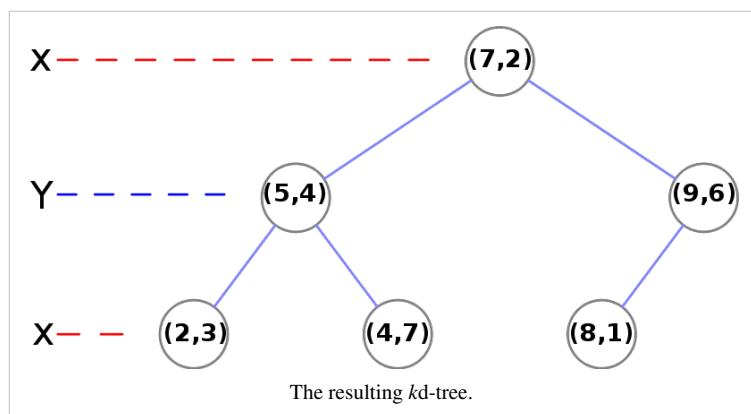 X (7,2)
Y (5,4) (9,6)
X (2,3) (4,7) (8,1)
The resulting kd-tree.